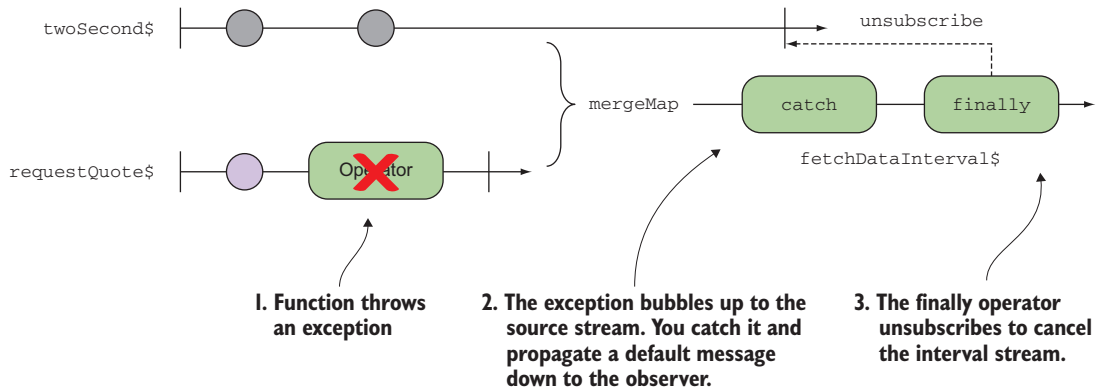 twoSecond$
unsubscribe
mergeMap
catch
finally
requestQuote$
Operator
fetchDataInterval$
1. Function throws
an exception
2. The exception bubbles up to the
source stream. You catch it and
propagate a default message
down to the observer.
3. The finally operator
unsubscribes to cancel
the interval stream.